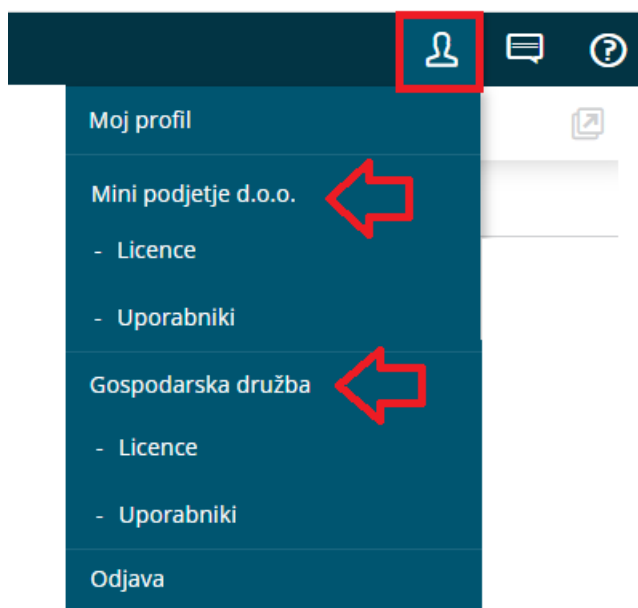 Moj profil
Mini podjetje d.o.o.
- Licence
- Uporabniki
Gospodarska družba
- Licence
- Uporabniki
Odjava